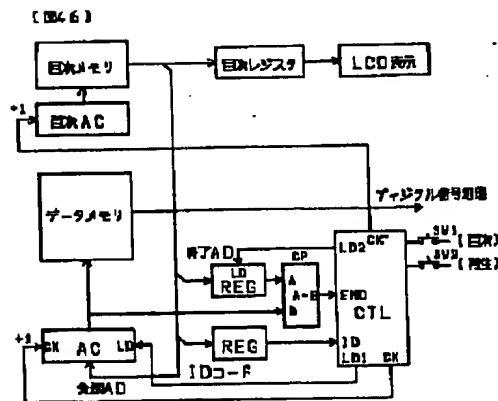 【図46】
目次メモリ
目次レジスタ
LCD表示
+1
目次AC
データメモリ
ディジタル信号処理
CK
SW1
【目次】
LD2
SW2
【再生】
終了AD
CP
LD
REG
A
A=B
B
END
CTL
+1
CK
AC
LD
REG
ID
IDコード
LD1
CK
先頭AD